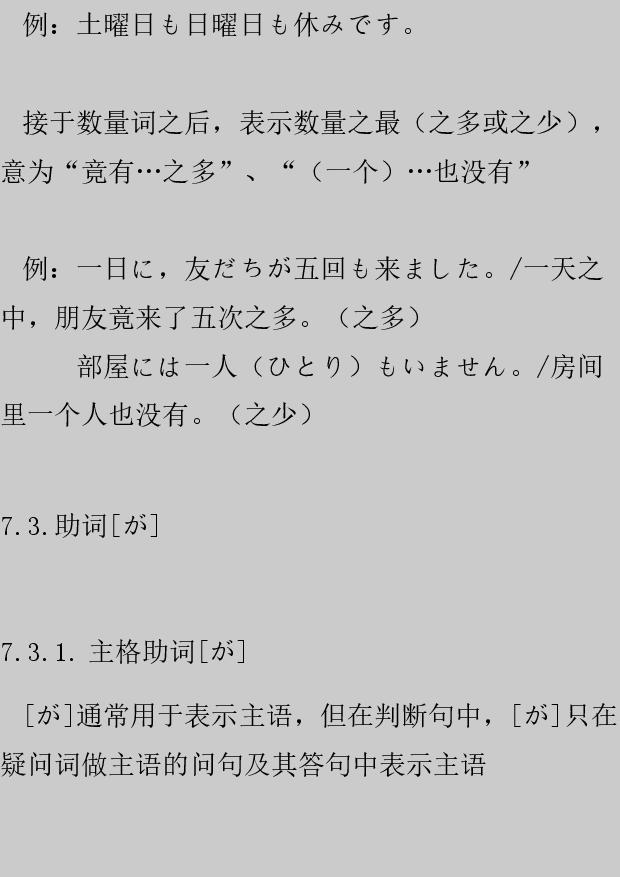 例：土曜日も日曜日も休みです。
接于数量词之后，表示数量之最（之多或之少），
意为“竟有…之多”、“（一个）…也没有”
例：一日に，友だちが五回も来ました。/一天之
中，朋友竟来了五次之多。（之多）
部屋には一人（ひとり）もいません。/房间
里一个人也没有。（之少）
7.3.助词[が]
7.3.1. 主格助词[が]
[が]通常用于表示主语，但在判断句中，[が]只在
疑问词做主语的问句及其答句中表示主语